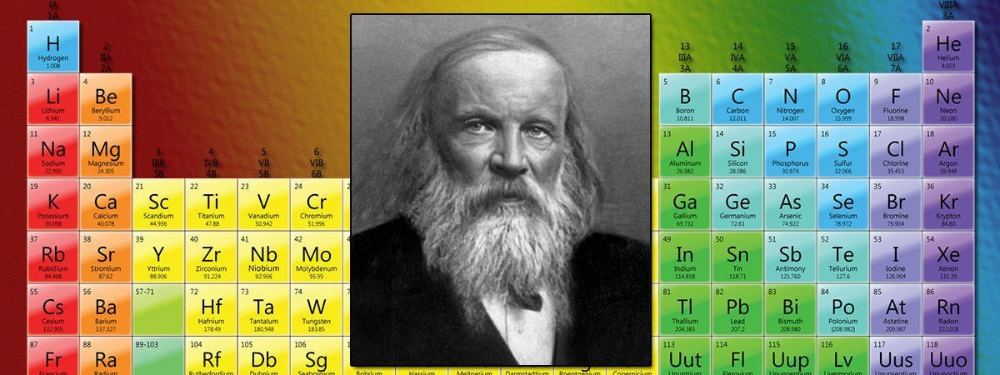 IA VIIIA
1A 8A
1 2
H He
Hydrogen Helium
1.008 4.003
2 13 14 15 16 17
IIA IIIA IVA VA VIA VIIA
2A 3A 4A 5A 6A 7A
3 4 5 6 7 8 9 10
Li Be B C N O F Ne
Lithium Beryllium Boron Carbon Nitrogen Oxygen Fluorine Neon
6.941 9.012 10.811 12.011 14.007 15.999 18.998 20.180
11 12 13 14 15 16 17 18
Na Mg Al Si P S Cl Ar
Sodium Magnesium Aluminum Silicon Phosphorus Sulfur Chlorine Argon
22.990 24.305 26.982 28.086 30.974 32.066 35.453 39.948
3 4 5 6
IIIB IVB VB VIB
3B 4B 5B 6B
19 20 21 22 23 24 31 32 33 34 35 36
K Ca Sc Ti V Cr Ga Ge As Se Br Kr
Potassium Calcium Scandium Titanium Vanadium Chromium Gallium Germanium Arsenic Selenium Bromine Krypton
39.098 40.078 44.956 47.88 50.942 51.996 69.732 72.61 74.922 78.972 79.904 84.80
37 38 39 40 41 42 49 50 51 52 53 54
Rb Sr Y Zr Nb Mo In Sn Sb Te I Xe
Rubidium Strontium Yttrium Zirconium Niobium Molybdenum Indium Tin Antimony Tellurium Iodine Xenon
84.468 87.62 88.906 91.224 92.906 95.95 114.818 118.71 121.760 127.6 126.904 131.29
55 56 57-71 72 73 74 81 82 83 84 85 86
Cs Ba Hf Ta W Tl Pb Bi Po At Rn
Cesium Barium Hafnium Tantalum Tungsten Thallium Lead Bismuth Polonium Astatine Radon
132.905 137.327 178.49 180.948 183.85 204.383 207.2 208.980 [208.982] 209.987 222.018
87 88 89-103 104 105 106 113 114 115 116 117 118
Fr Ra Rf Db Sg Uut Fl Uup Lv Uus Uuo
Francium Radium Rutherfordium Dubnium Seaborgium Bohrium Hassium Meitnerium Darmstadtium Roentgenium Copernicium Ununtrium Flerovium Ununpentium Livermorium Ununseptium Ununoctium